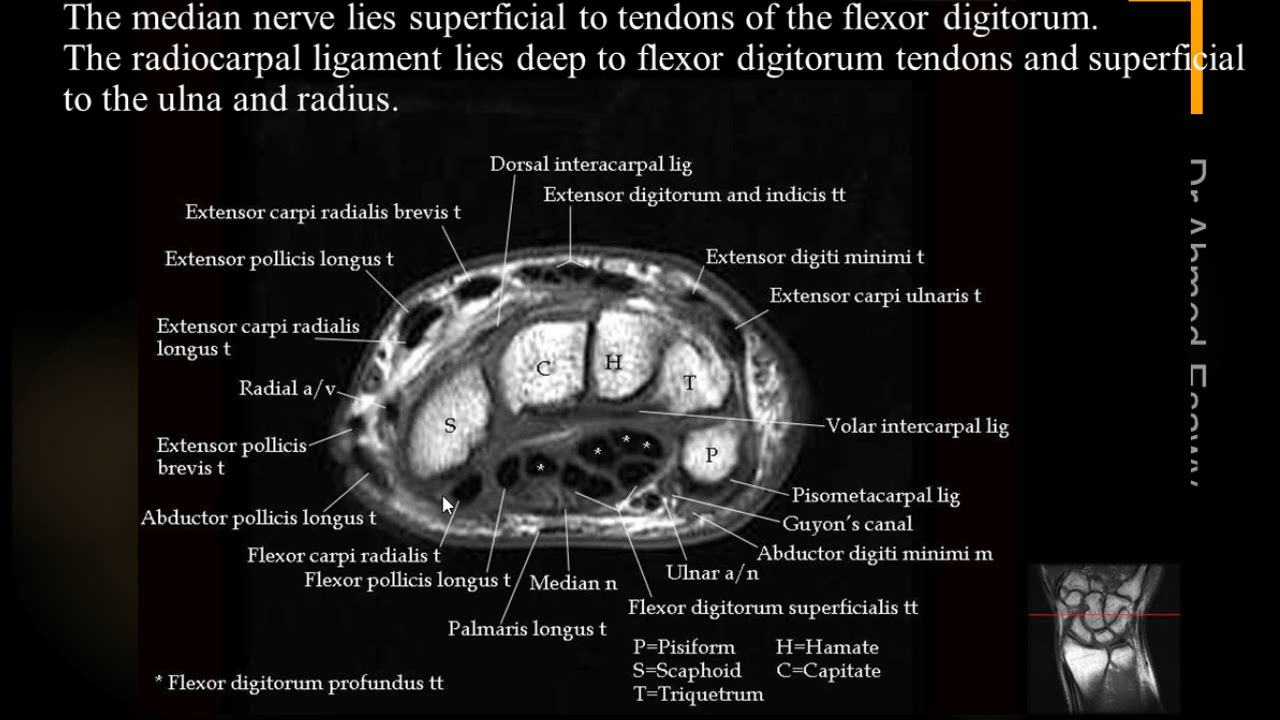 The median nerve lies superficial to tendons of the flexor digitorum.
The radiocarpal ligament lies deep to flexor digitorum tendons and superficial
to the ulna and radius.
Dorsal interacarpal lig
Extensor digitorum and indicis tt
Extensor carpi radialis brevis t
Extensor pollicis longus t
Extensor digiti minimi t
Extensor carpi ulnaris t
Extensor carpi radialis
longus t
Radial a/v
C
H
T
S
P
Volar intercarpal lig
Extensor pollicis
brevis t
* * * *
Pisometacarpal lig
Abductor pollicis longus t
Guyon's canal
Flexor carpi radialis t
Abductor digiti minimi m
Flexor pollicis longus t
Median n
Ulnar a/n
Flexor digitorum superficialis tt
Palmaris longus t
P=Pisiform
H=Hamate
S=Scaphoid
C=Capitate
T=Triquetrum
* Flexor digitorum profundus tt
Dr Ahmed